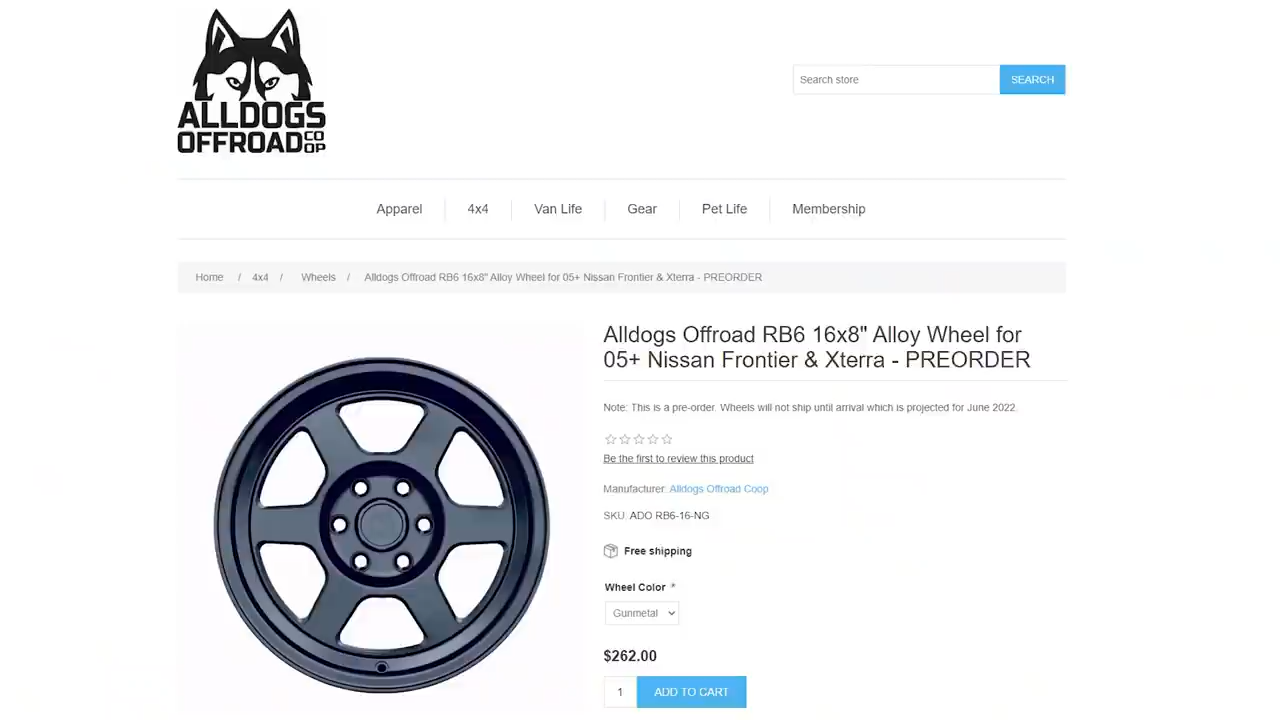 ALLDOGS
OFFROAD CO OP
Search store
SEARCH
Apparel
4x4
Van Life
Gear
Pet Life
Membership
Home / 4x4 / Wheels / Alldogs Offroad RB6 16x8" Alloy Wheel for 05+ Nissan Frontier & Xterra - PREORDER
Alldogs Offroad RB6 16x8" Alloy Wheel for
05+ Nissan Frontier & Xterra - PREORDER
Note: This is a pre-order. Wheels will not ship until arrival which is projected for June 2022.
Be the first to review this product
Manufacturer: Alldogs Offroad Coop
SKU: ADO RB6-16-NG
Free shipping
Wheel Color *
Gunmetal
$262.00
1
ADD TO CART